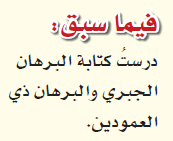 فيما سبق:
درستُ كتابة البرهان
الجبري والبرهان ذي
العمودين.